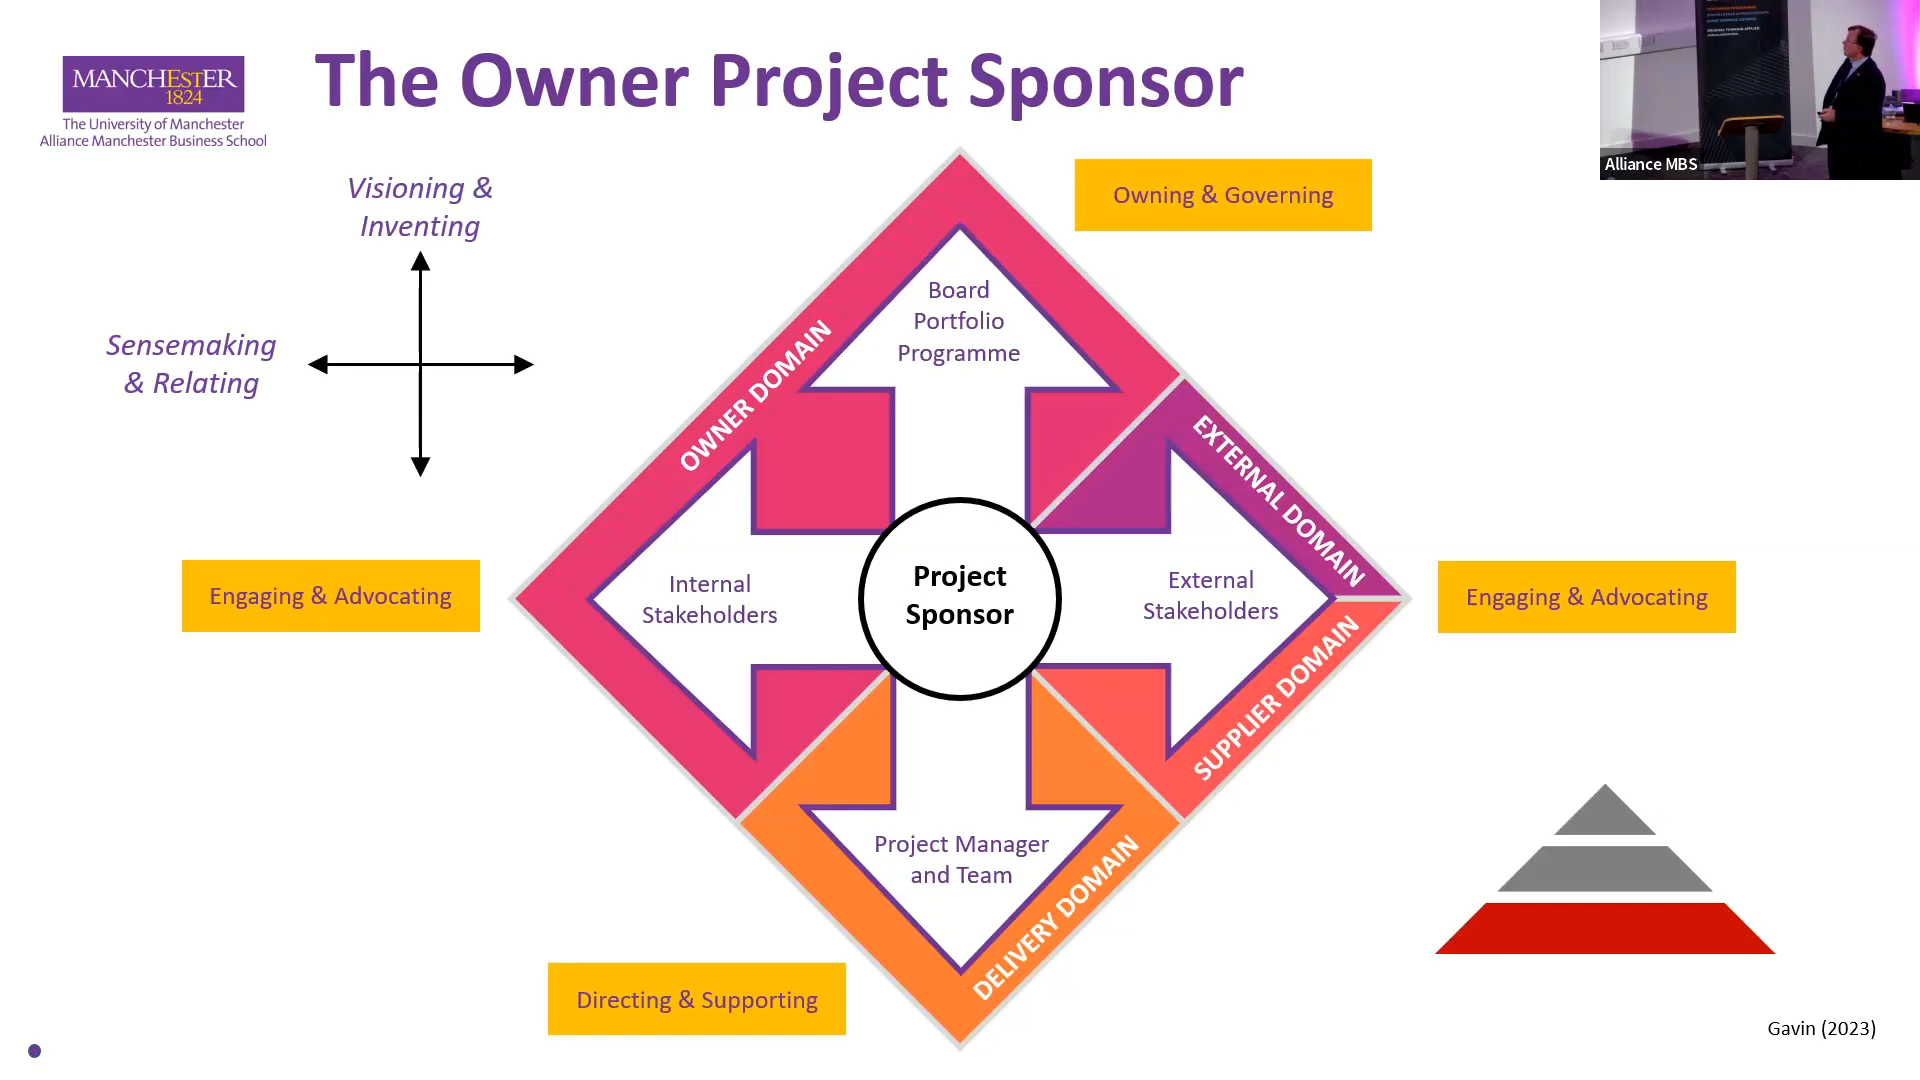 MANCHESTER
1824
The University of Manchester
Alliance Manchester Business School
The Owner Project Sponsor
Alliance MBS
Visioning &
Inventing
Sensemaking
& Relating
Owning & Governing
Board
Portfolio
Programme
OWNER DOMAIN
EXTERNAL DOMAIN
Engaging & Advocating
Internal
Stakeholders
Project
Sponsor
External
Stakeholders
Engaging & Advocating
SUPPLIER DOMAIN
Project Manager
and Team
DELIVERY DOMAIN
Directing & Supporting
Gavin (2023)